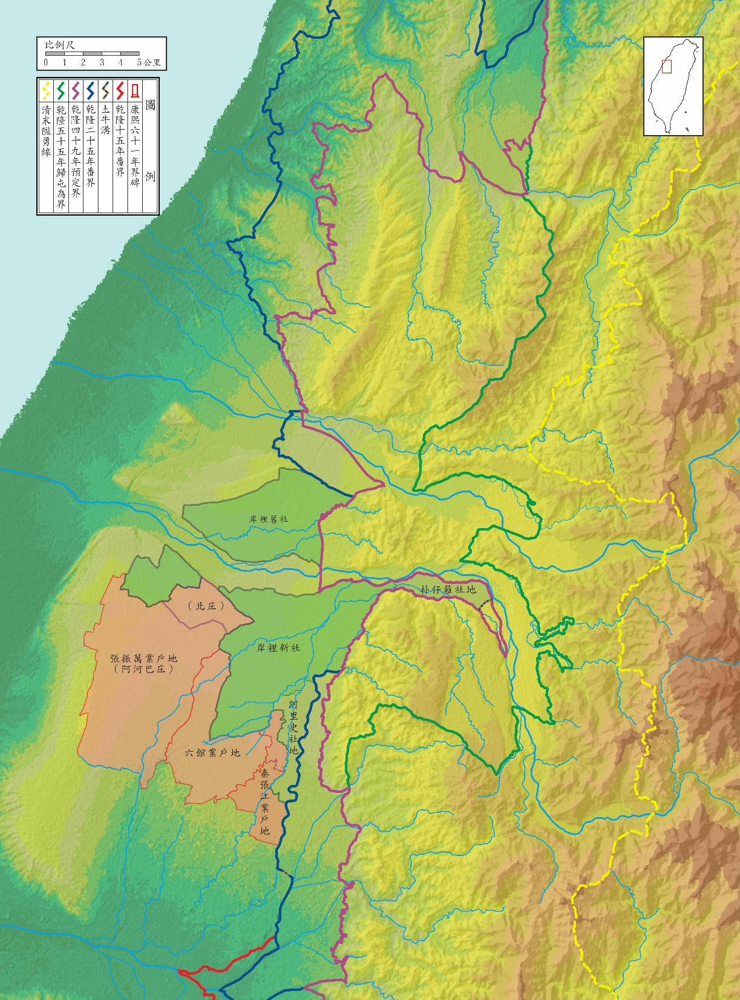 比例尺
0 1 2 3 4 5公里
圖例
康熙六十一年界碑
乾隆十五年番界
土牛溝
乾隆二十五年番界
乾隆四十九年預定界
乾隆五十五年歸屯為界
清末隘勇線
岸裡舊社
朴仔籬社地
（北庄）
岸裡新社
張振萬業戶地
（阿河巴庄）
阿里史社地
六館業戶地
秦張江業戶地